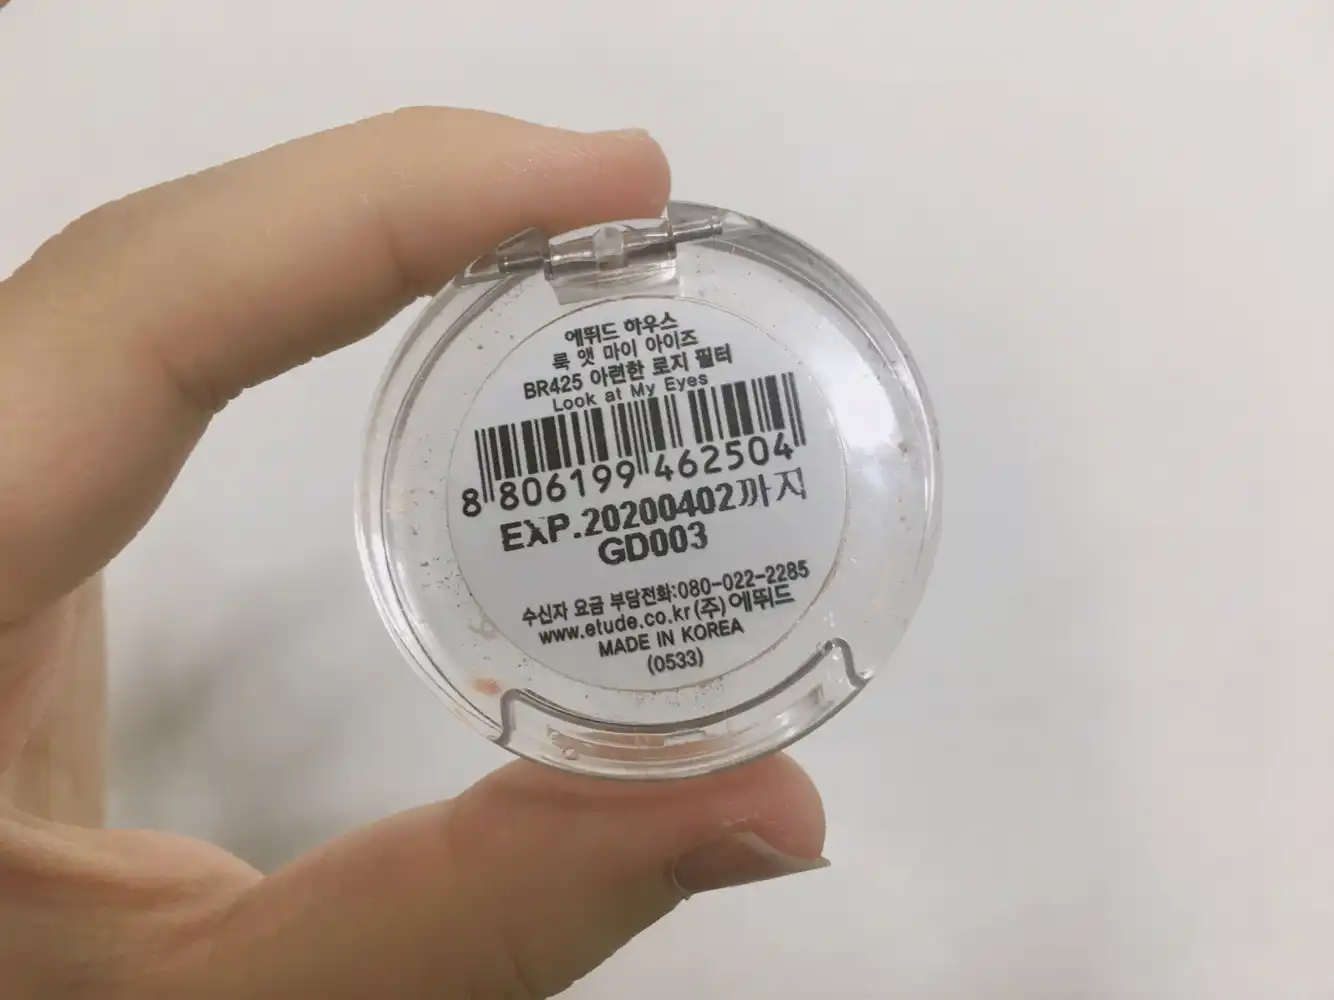 에뛰드 하우스
룩 앳 마이 아이즈
BR425 아련한 로지 필터
Look at My Eyes
8 806199 462504
EXP.20200402까지
GD003
수신자 요금 부담전화:080-022-2285
www.etude.co.kr (주)에뛰드
MADE IN KOREA
(0533)